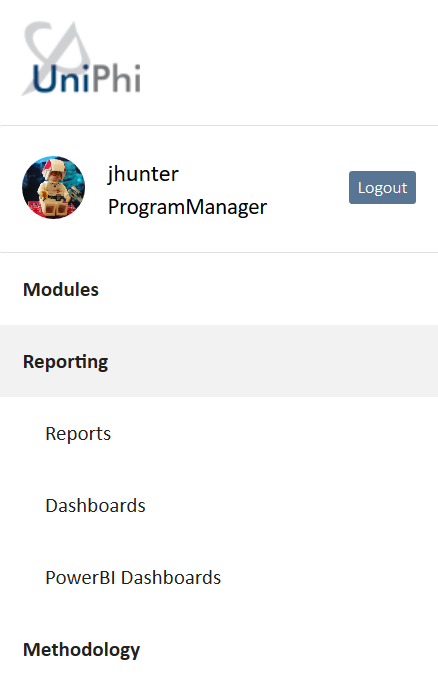 UniPhi
jhunter
ProgramManager
Logout
Modules
Reporting
Reports
Dashboards
PowerBI Dashboards
Methodology